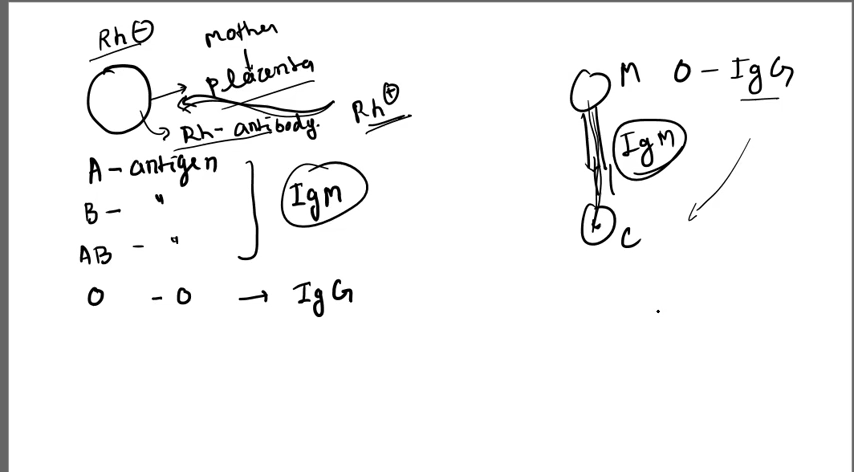 Rh⊖
mother
placenta
Rh⊕
Rh-antibody.
A-antigen
B- "
AB - "
IgM
O - O → IgG
M O - IgG
IgM
C